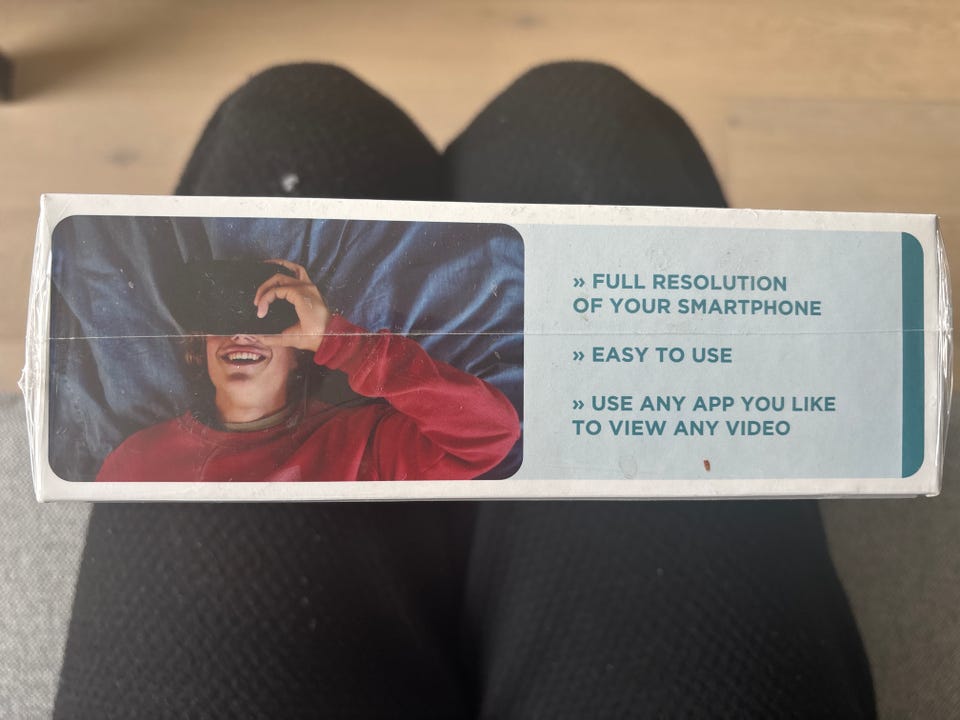 » FULL RESOLUTION
OF YOUR SMARTPHONE
» EASY TO USE
» USE ANY APP YOU LIKE
TO VIEW ANY VIDEO